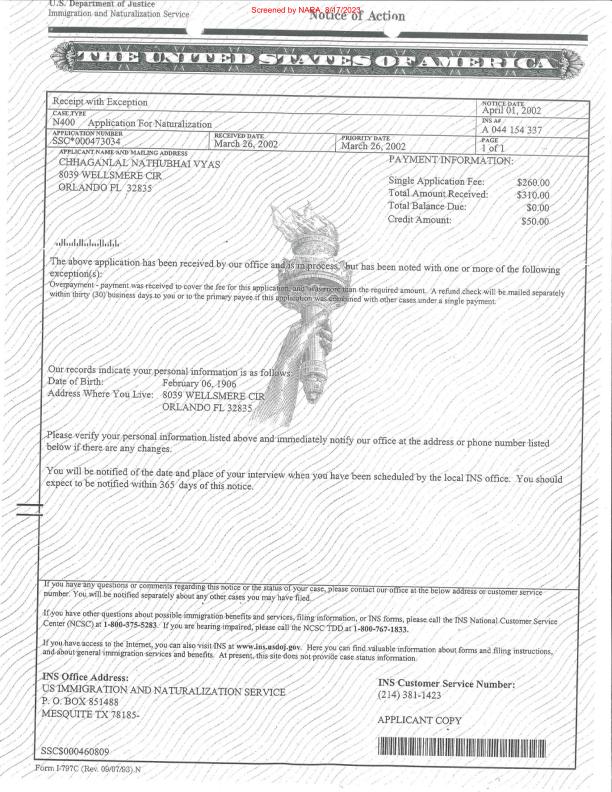 U.S. Department of Justice
Immigration and Naturalization Service
Screened by NARA, 8/17/2023
Notice of Action
THE UNITED STATES OF AMERICA
Receipt with Exception
NOTICE DATE
April 01, 2002
CASE TYPE
N400 Application For Naturalization
INS A#
A 044 154 337
APPLICATION NUMBER
SSC*000473034
RECEIVED DATE
March 26, 2002
PRIORITY DATE
March 26, 2002
PAGE
1 of 1
APPLICANT NAME AND MAILING ADDRESS
CHHAGANLAL NATHUBHAI VYAS
8039 WELLSMERE CIR
ORLANDO FL 32835
PAYMENT INFORMATION:
Single Application Fee: $260.00
Total Amount Received: $310.00
Total Balance Due: $0.00
Credit Amount: $50.00
The above application has been received by our office and is in process, but has been noted with one or more of the following
exception(s):
Overpayment - payment was received to cover the fee for this application, and was more than the required amount. A refund check will be mailed separately
within thirty (30) business days to you or to the primary payee if this application was combined with other cases under a single payment.
Our records indicate your personal information is as follows:
Date of Birth: February 06, 1906
Address Where You Live: 8039 WELLSMERE CIR
ORLANDO FL 32835
Please verify your personal information listed above and immediately notify our office at the address or phone number listed
below if there are any changes.
You will be notified of the date and place of your interview when you have been scheduled by the local INS office. You should
expect to be notified within 365 days of this notice.
If you have any questions or comments regarding this notice or the status of your case, please contact our office at the below address or customer service
number. You will be notified separately about any other cases you may have filed.
If you have other questions about possible immigration benefits and services, filing information, or INS forms, please call the INS National Customer Service
Center (NCSC) at 1-800-375-5283. If you are hearing impaired, please call the NCSC TDD at 1-800-767-1833.
If you have access to the Internet, you can also visit INS at www.ins.usdoj.gov. Here you can find valuable information about forms and filing instructions,
and about general immigration services and benefits. At present, this site does not provide case status information.
INS Office Address:
US IMMIGRATION AND NATURALIZATION SERVICE
P. O. BOX 851488
MESQUITE TX 78185-
INS Customer Service Number:
(214) 381-1423
APPLICANT COPY
SSC$000460809
Form I-797C (Rev. 09/07/93) N